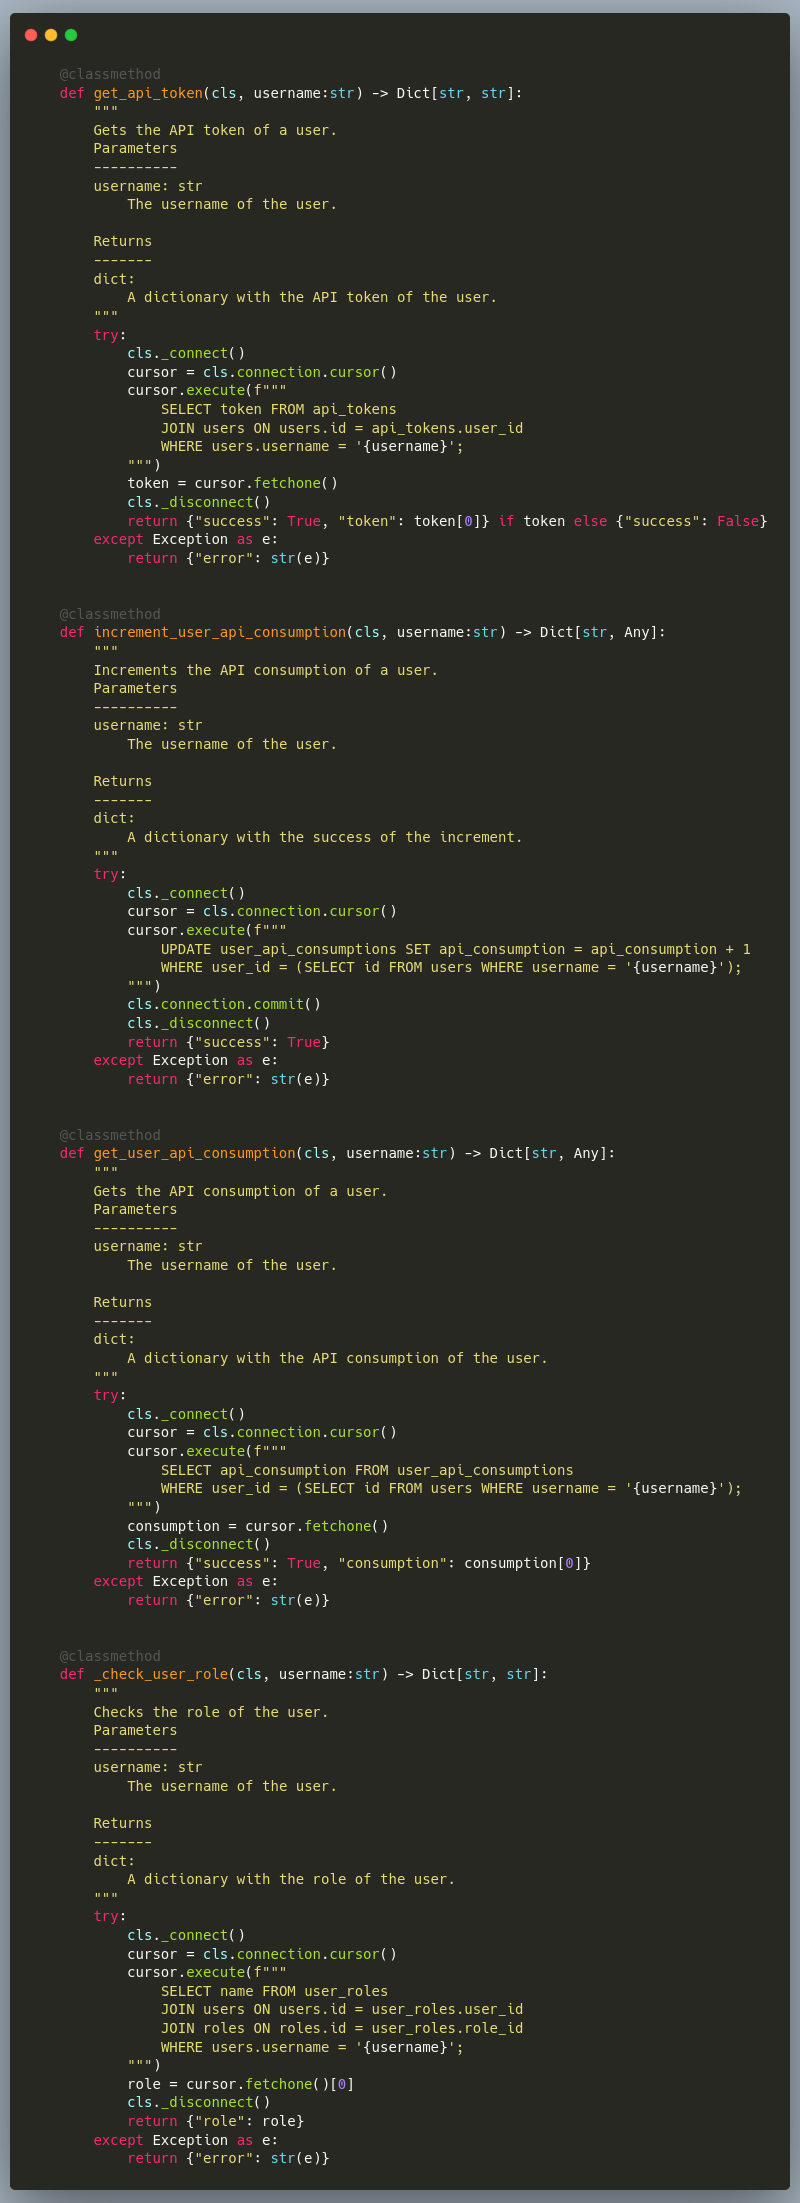 @classmethod
def get_api_token(cls, username:str) -> Dict[str, str]:
    """
    Gets the API token of a user.
    Parameters
    ----------
    username: str
        The username of the user.

    Returns
    -------
    dict:
        A dictionary with the API token of the user.
    """
    try:
        cls._connect()
        cursor = cls.connection.cursor()
        cursor.execute(f"""
            SELECT token FROM api_tokens
            JOIN users ON users.id = api_tokens.user_id
            WHERE users.username = '{username}';
        """)
        token = cursor.fetchone()
        cls._disconnect()
        return {"success": True, "token": token[0]} if token else {"success": False}
    except Exception as e:
        return {"error": str(e)}


@classmethod
def increment_user_api_consumption(cls, username:str) -> Dict[str, Any]:
    """
    Increments the API consumption of a user.
    Parameters
    ----------
    username: str
        The username of the user.

    Returns
    -------
    dict:
        A dictionary with the success of the increment.
    """
    try:
        cls._connect()
        cursor = cls.connection.cursor()
        cursor.execute(f"""
            UPDATE user_api_consumptions SET api_consumption = api_consumption + 1
            WHERE user_id = (SELECT id FROM users WHERE username = '{username}');
        """)
        cls.connection.commit()
        cls._disconnect()
        return {"success": True}
    except Exception as e:
        return {"error": str(e)}


@classmethod
def get_user_api_consumption(cls, username:str) -> Dict[str, Any]:
    """
    Gets the API consumption of a user.
    Parameters
    ----------
    username: str
        The username of the user.

    Returns
    -------
    dict:
        A dictionary with the API consumption of the user.
    """
    try:
        cls._connect()
        cursor = cls.connection.cursor()
        cursor.execute(f"""
            SELECT api_consumption FROM user_api_consumptions
            WHERE user_id = (SELECT id FROM users WHERE username = '{username}');
        """)
        consumption = cursor.fetchone()
        cls._disconnect()
        return {"success": True, "consumption": consumption[0]}
    except Exception as e:
        return {"error": str(e)}


@classmethod
def _check_user_role(cls, username:str) -> Dict[str, str]:
    """
    Checks the role of the user.
    Parameters
    ----------
    username: str
        The username of the user.

    Returns
    -------
    dict:
        A dictionary with the role of the user.
    """
    try:
        cls._connect()
        cursor = cls.connection.cursor()
        cursor.execute(f"""
            SELECT name FROM user_roles
            JOIN users ON users.id = user_roles.user_id
            JOIN roles ON roles.id = user_roles.role_id
            WHERE users.username = '{username}';
        """)
        role = cursor.fetchone()[0]
        cls._disconnect()
        return {"role": role}
    except Exception as e:
        return {"error": str(e)}